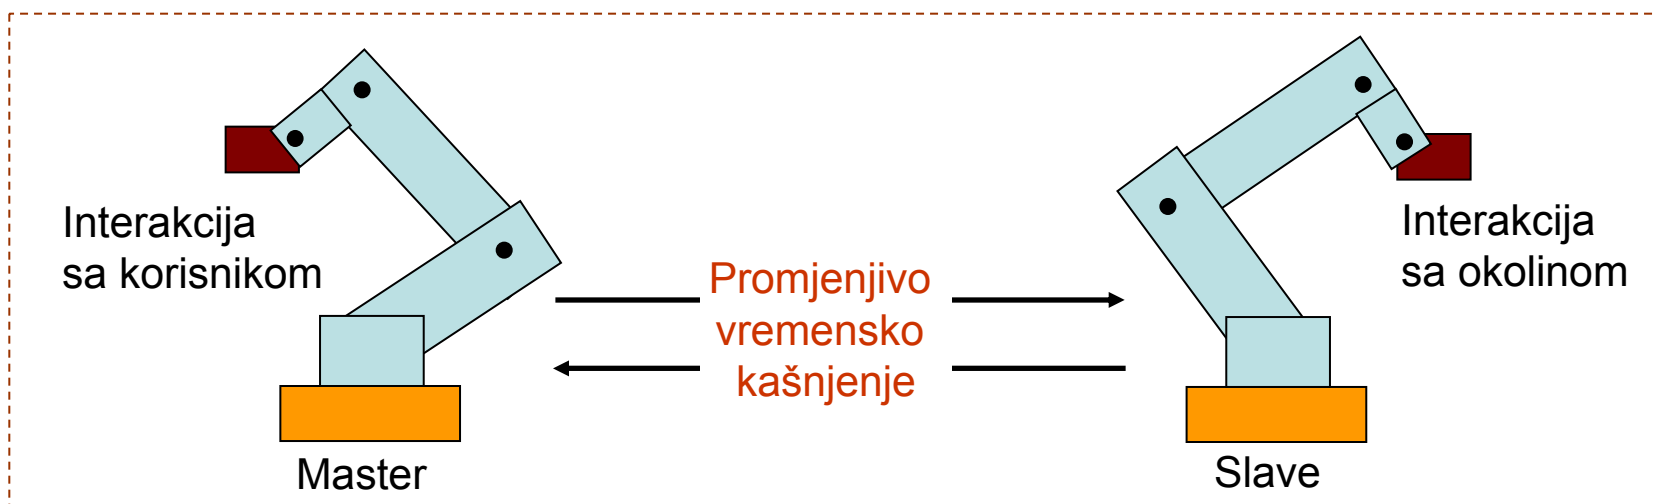 Interakcija
sa korisnikom
Promjenjivo
vremensko
kašnjenje
Interakcija
sa okolinom
Master
Slave